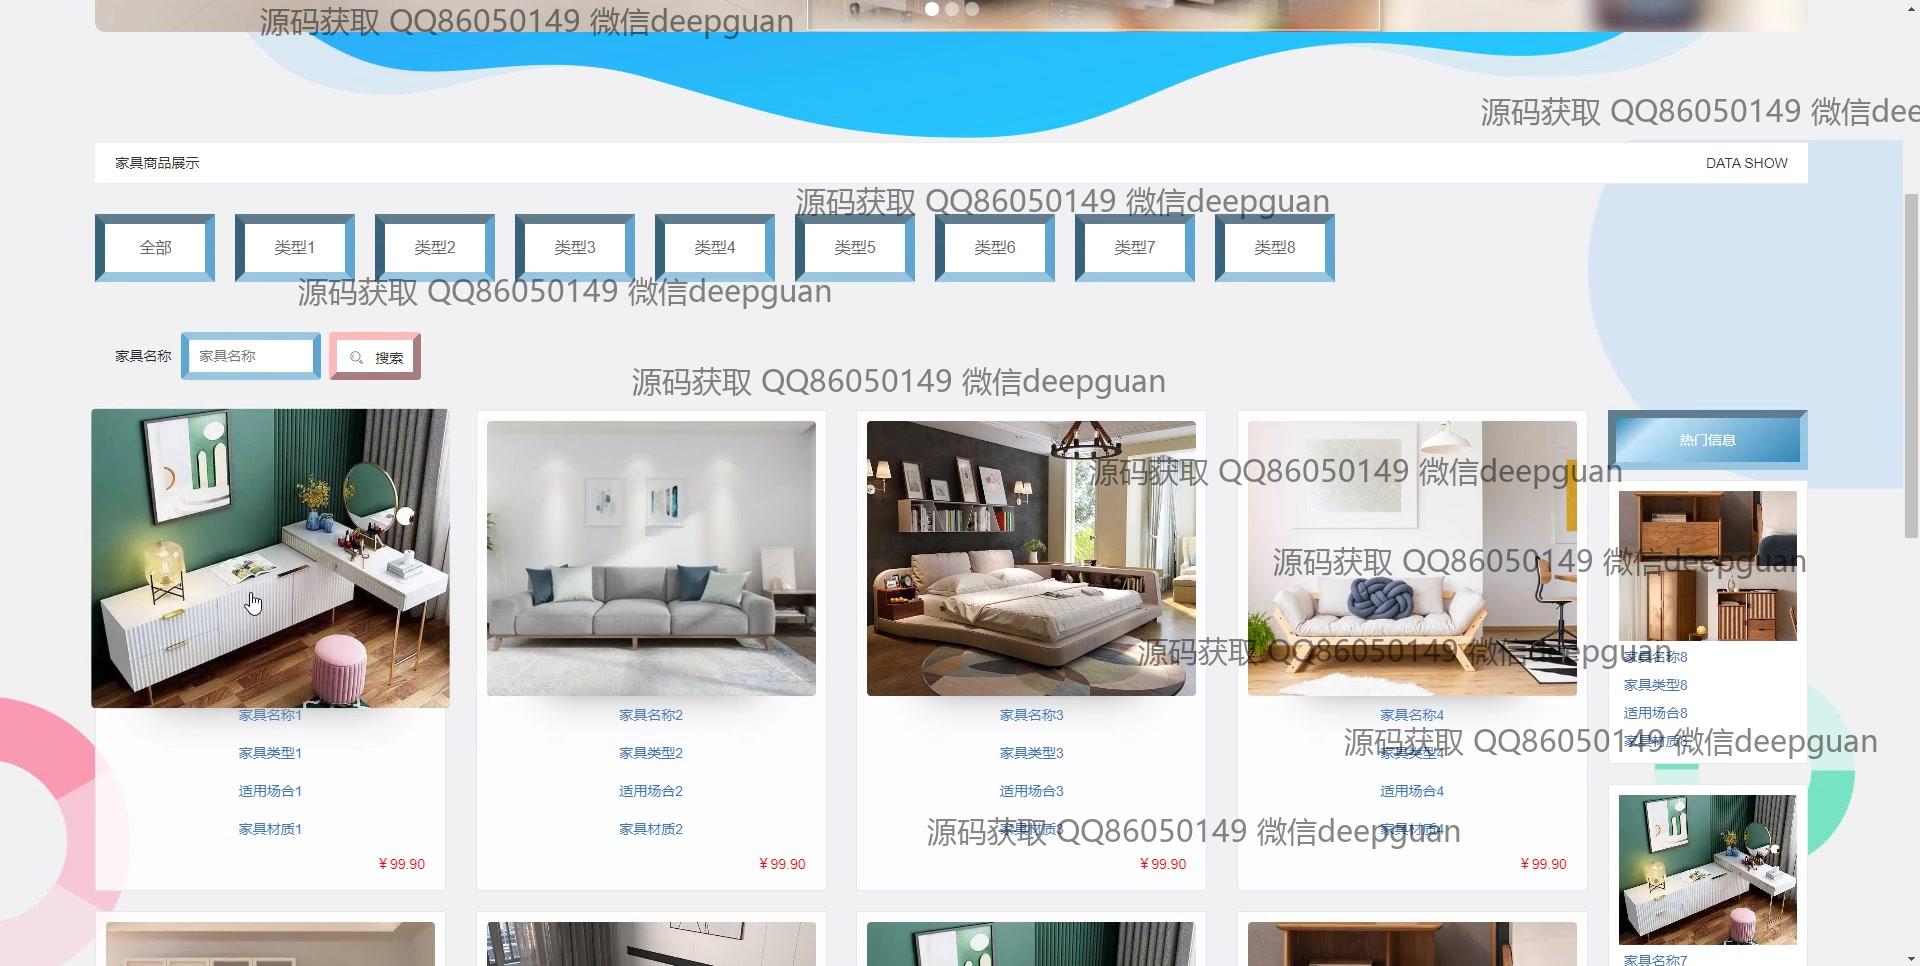 源码获取 QQ86050149 微信deepguan
源码获取 QQ86050149 微信dee
家具商品展示
DATA SHOW
源码获取 QQ86050149 微信deepguan
全部
类型1
类型2
类型3
类型4
类型5
类型6
类型7
类型8
源码获取 QQ86050149 微信deepguan
家具名称
家具名称
搜索
源码获取 QQ86050149 微信deepguan
热门信息
源码获取 QQ86050149 微信deepguan
源码获取 QQ86050149 微信deepguan
源码获取 QQ86050149 微信deepguan
家具名称8
家具类型8
适用场合8
家具材质8
家具名称1
家具类型1
适用场合1
家具材质1
¥ 99.90
家具名称2
家具类型2
适用场合2
家具材质2
¥ 99.90
家具名称3
家具类型3
适用场合3
家具材质3
¥ 99.90
家具名称4
家具类型4
适用场合4
家具材质4
¥ 99.90
源码获取 QQ86050149 微信deepguan
源码获取 QQ86050149 微信deepguan
家具名称7